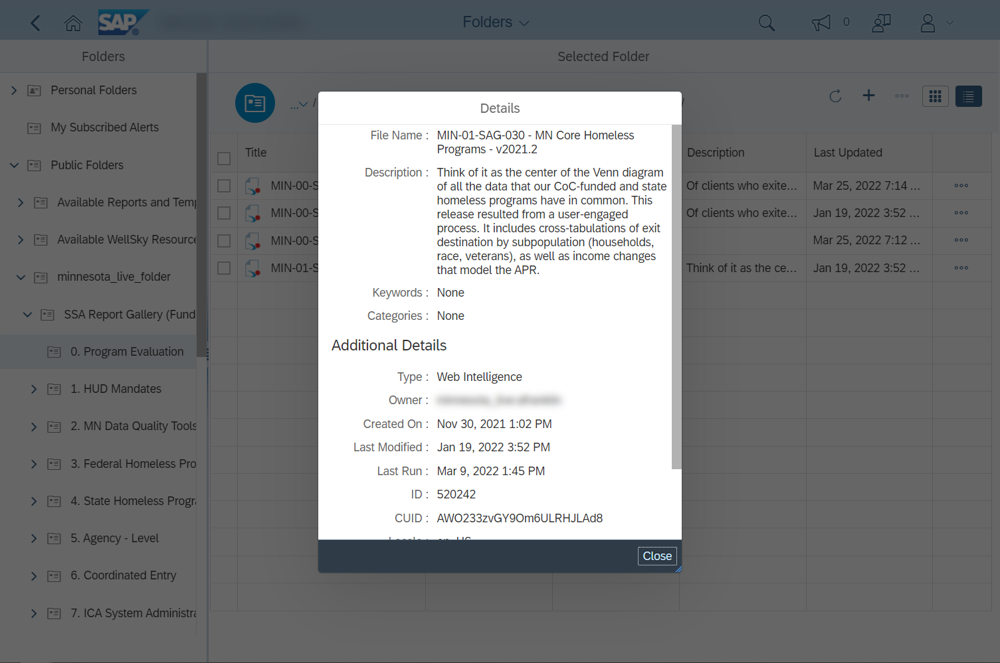 SAP®
Folders
0
Folders
Selected Folder
Personal Folders
My Subscribed Alerts
Public Folders
Available Reports and Temp
Available WellSky Resource
minnesota_live_folder
SSA Report Gallery (Fund
0. Program Evaluation
1. HUD Mandates
2. MN Data Quality Tools
3. Federal Homeless Pro
4. State Homeless Progra
5. Agency - Level
6. Coordinated Entry
7. ICA System Administra
... /
/
Title
Description
Last Updated
MIN-00-S
Of clients who exite...
Mar 25, 2022 7:14 ...
MIN-00-S
Of clients who exite...
Jan 19, 2022 3:52 ...
MIN-00-S
Mar 25, 2022 7:12 ...
MIN-01-S
Think of it as the ce...
Jan 19, 2022 3:52 ...
Details
File Name : MIN-01-SAG-030 - MN Core Homeless
Programs - v2021.2
Description : Think of it as the center of the Venn diagram
of all the data that our CoC-funded and state
homeless programs have in common. This
release resulted from a user-engaged
process. It includes cross-tabulations of exit
destination by subpopulation (households,
race, veterans), as well as income changes
that model the APR.
Keywords : None
Categories : None
Additional Details
Type : Web Intelligence
Owner :
Created On : Nov 30, 2021 1:02 PM
Last Modified : Jan 19, 2022 3:52 PM
Last Run : Mar 9, 2022 1:45 PM
ID : 520242
CUID : AWO233zvGY9Om6ULRHJLAd8
Close